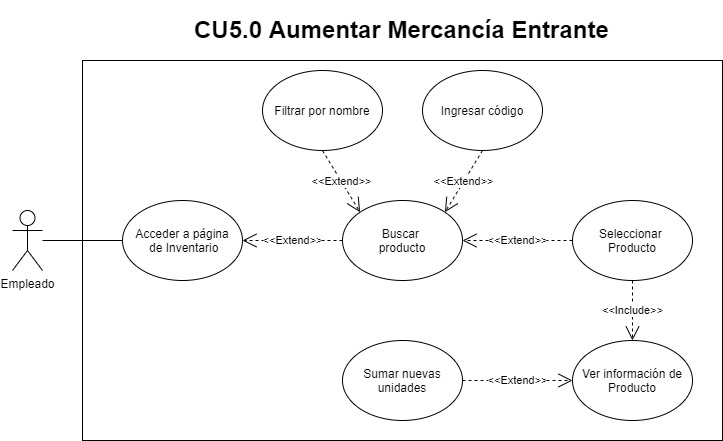 CU5.0 Aumentar Mercancía Entrante
Filtrar por nombre
Ingresar código
<<Extend>>
<<Extend>>
Acceder a página
de Inventario
<<Extend>>
Buscar
producto
<<Extend>>
Seleccionar
Producto
Empleado
<<Include>>
Sumar nuevas
unidades
<<Extend>>
Ver información de
Producto